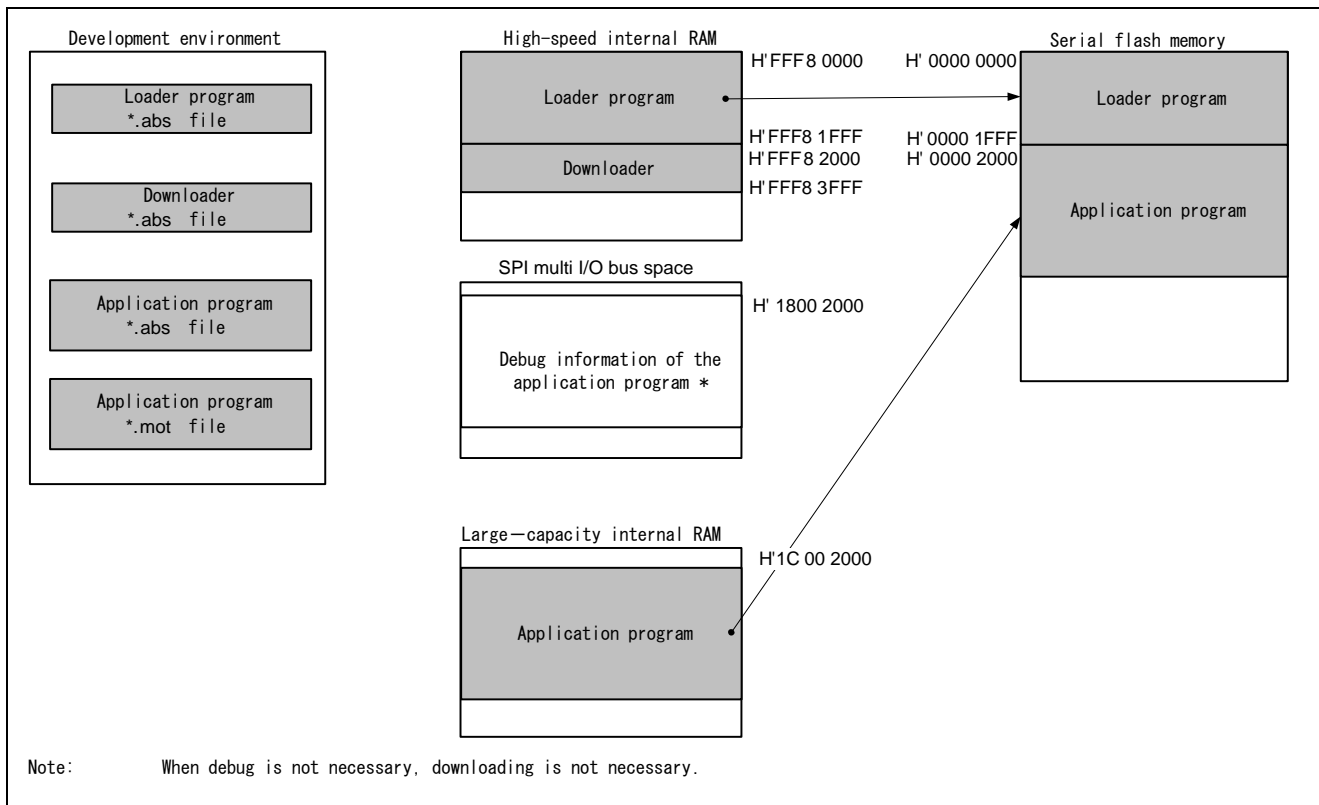 Development environment
Loader program
*.abs file
Downloader
*.abs file
Application program
*.abs file
Application program
*.mot file
High-speed internal RAM
Loader program
Downloader
H'FFF8 0000
H'FFF8 1FFF
H'FFF8 2000
H'FFF8 3FFF
SPI multi I/O bus space
H' 1800 2000
Debug information of the
application program *
Large－capacity internal RAM
H'1C 00 2000
Application program
Serial flash memory
H' 0000 0000
Loader program
H'0000 1FFF
H' 0000 2000
Application program
Note: When debug is not necessary, downloading is not necessary.